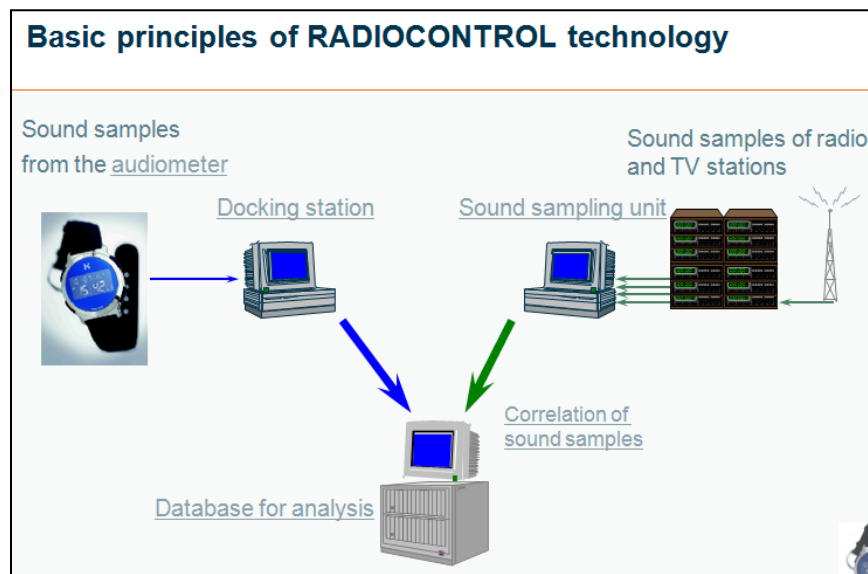 Basic principles of RADIOCONTROL technology
Sound samples
from the audiometer
Sound samples of radio
and TV stations
Docking station
Sound sampling unit
Correlation of
sound samples
Database for analysis